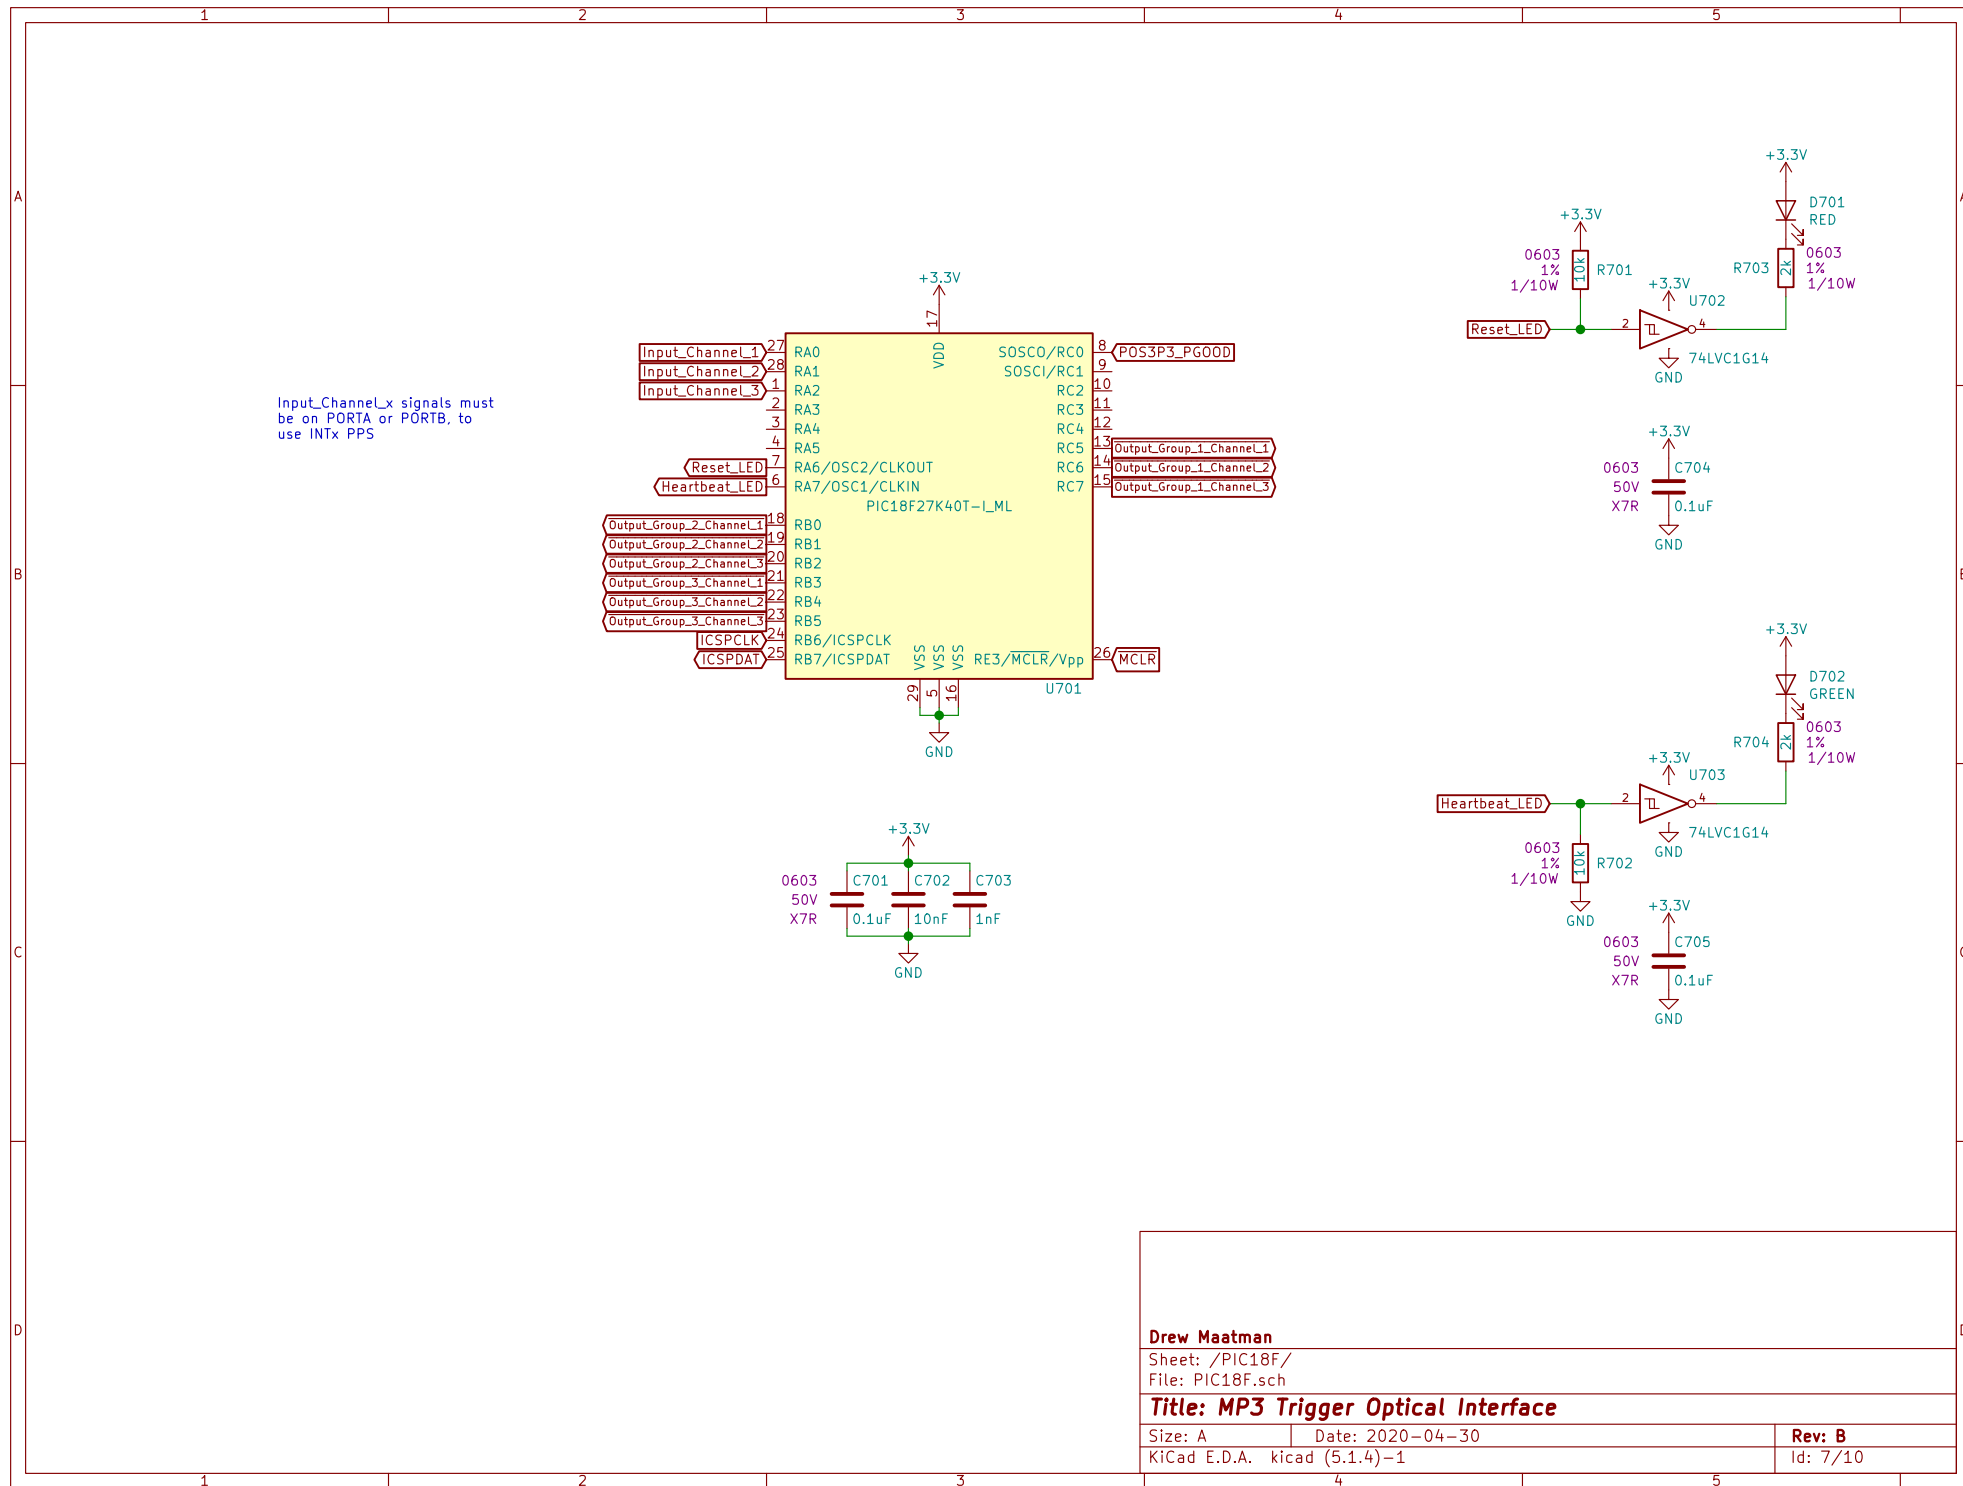 1 2 3 4 5
A
B
C
D
Input_Channel_x signals must
be on PORTA or PORTB, to
use INTx PPS
+3.3V
17
VDD
Input_Channel_1 27 RA0
Input_Channel_2 28 RA1
Input_Channel_3 1 RA2
2 RA3
3 RA4
4 RA5
Reset_LED 7 RA6/OSC2/CLKOUT
Heartbeat_LED 6 RA7/OSC1/CLKIN
PIC18F27K40T-I_ML
Output_Group_2_Channel_1 18 RB0
Output_Group_2_Channel_2 19 RB1
Output_Group_2_Channel_3 20 RB2
Output_Group_3_Channel_1 21 RB3
Output_Group_3_Channel_2 22 RB4
Output_Group_3_Channel_3 23 RB5
ICSPCLK 24 RB6/ICSPCLK
ICSPDAT 25 RB7/ICSPDAT
SOSCO/RC0 8 POS3P3_PGOOD
SOSCI/RC1 9
RC2 10
RC3 11
RC4 12
RC5 13 Output_Group_1_Channel_1
RC6 14 Output_Group_1_Channel_2
RC7 15 Output_Group_1_Channel_3
RE3/MCLR/Vpp 26 MCLR
VSS VSS VSS
29 5 16
U701
GND
+3.3V
0603
50V
X7R
C701 C702 C703
0.1uF 10nF 1nF
GND
+3.3V
D701
RED
+3.3V
0603
1%
1/10W
10k
R701
R703
2k
0603
1%
1/10W
+3.3V
U702
Reset_LED
2 4
74LVC1G14
GND
+3.3V
0603
50V
X7R
C704
0.1uF
GND
+3.3V
D702
GREEN
R704
2k
0603
1%
1/10W
+3.3V
U703
Heartbeat_LED
2 4
74LVC1G14
GND
0603
1%
1/10W
10k
R702
GND
+3.3V
0603
50V
X7R
C705
0.1uF
GND
Drew Maatman
Sheet: /PIC18F/
File: PIC18F.sch
Title: MP3 Trigger Optical Interface
Size: A Date: 2020-04-30 Rev: B
KiCad E.D.A. kicad (5.1.4)-1 Id: 7/10
1 2 3 4 5